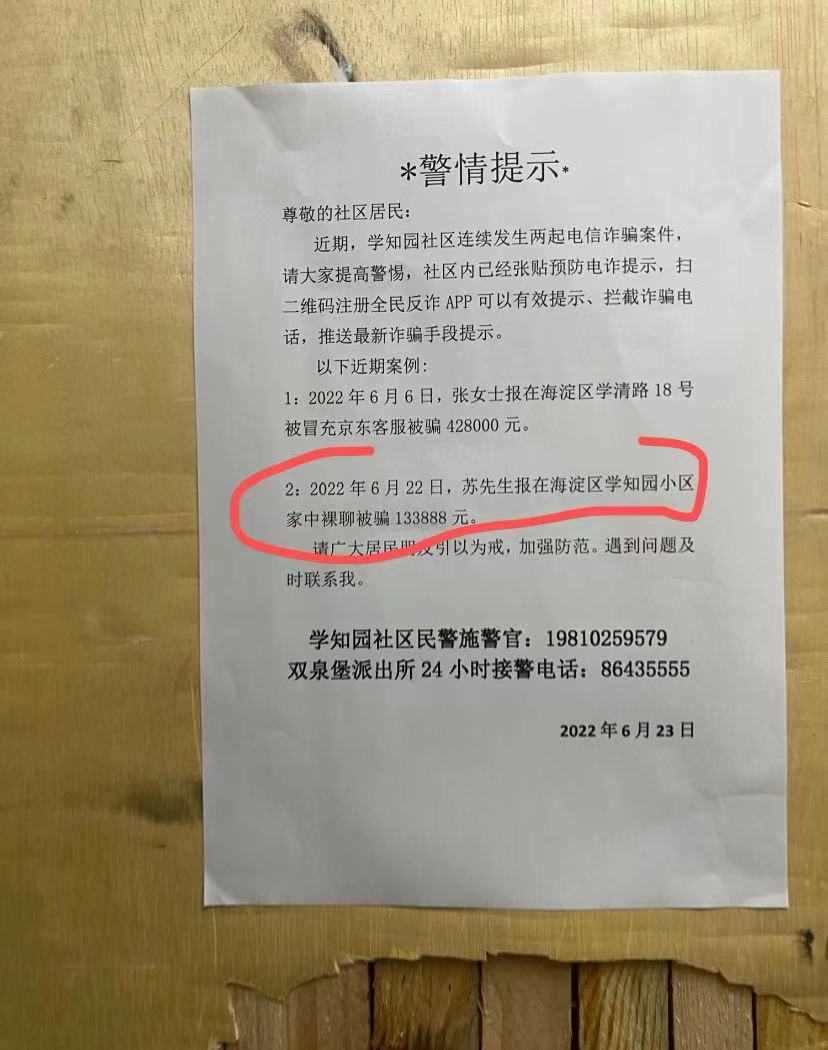 *警情提示*
尊敬的社区居民：
近期，学知园社区连续发生两起电信诈骗案件，
请大家提高警惕，社区内已经张贴预防电诈提示，扫
二维码注册全民反诈 APP 可以有效提示、拦截诈骗电
话，推送最新诈骗手段提示。
以下近期案例：
1：2022 年 6 月 6 日，张女士报在海淀区学清路 18 号
被冒充京东客服被骗 428000 元。
2：2022 年 6 月 22 日，苏先生报在海淀区学知园小区
家中裸聊被骗 133888 元。
请广大居民朋友引以为戒，加强防范。遇到问题及
时联系我。
学知园社区民警施警官：19810259579
双泉堡派出所 24 小时接警电话：86435555
2022 年 6 月 23 日